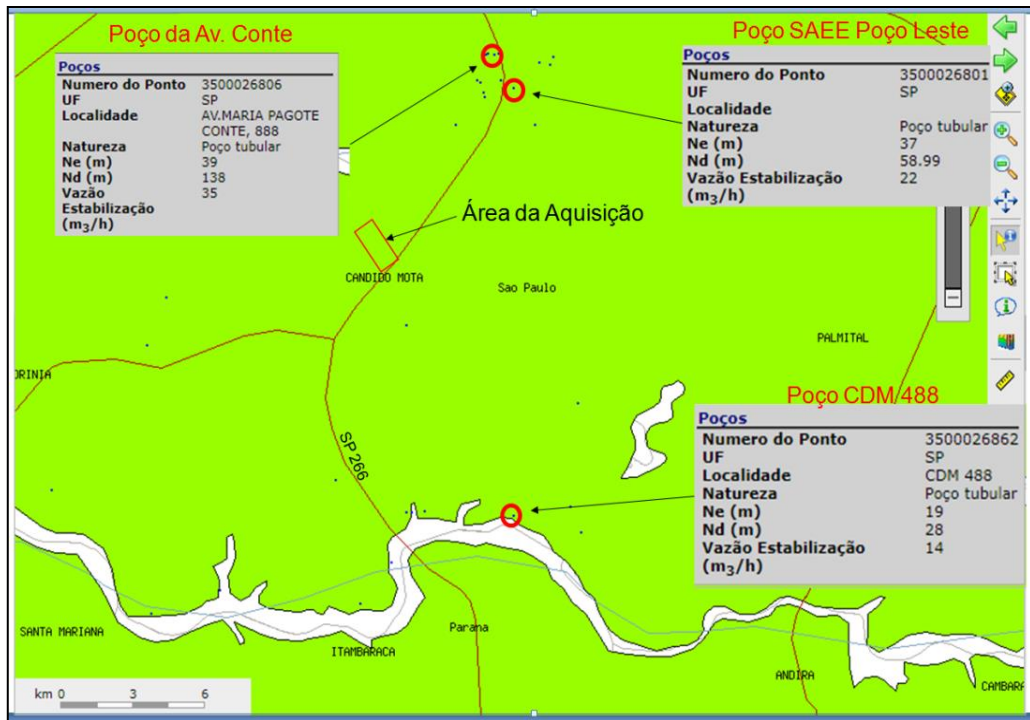 Poço da Av. Conte
Poços
Numero do Ponto 3500026806
UF SP
Localidade AV.MARIA PAGOTE
CONTE, 888
Natureza Poço tubular
Ne (m) 39
Nd (m) 138
Vazão 35
Estabilização
(m3/h)
Poço SAEE Poço Leste
Poços
Numero do Ponto 3500026801
UF SP
Localidade
Natureza Poço tubular
Ne (m) 37
Nd (m) 58.99
Vazão Estabilização 22
(m3/h)
Área da Aquisição
CANDIDO MOTA
Sao Paulo
PALMITAL
ORINIA
SP 266
Poço CDM 488
Poços
Numero do Ponto 3500026862
UF SP
Localidade CDM 488
Natureza Poço tubular
Ne (m) 19
Nd (m) 28
Vazão Estabilização 14
(m3/h)
SANTA MARIANA
Parana
ITAMBARACA
ANDIRA
CAMBARA
km 0 3 6